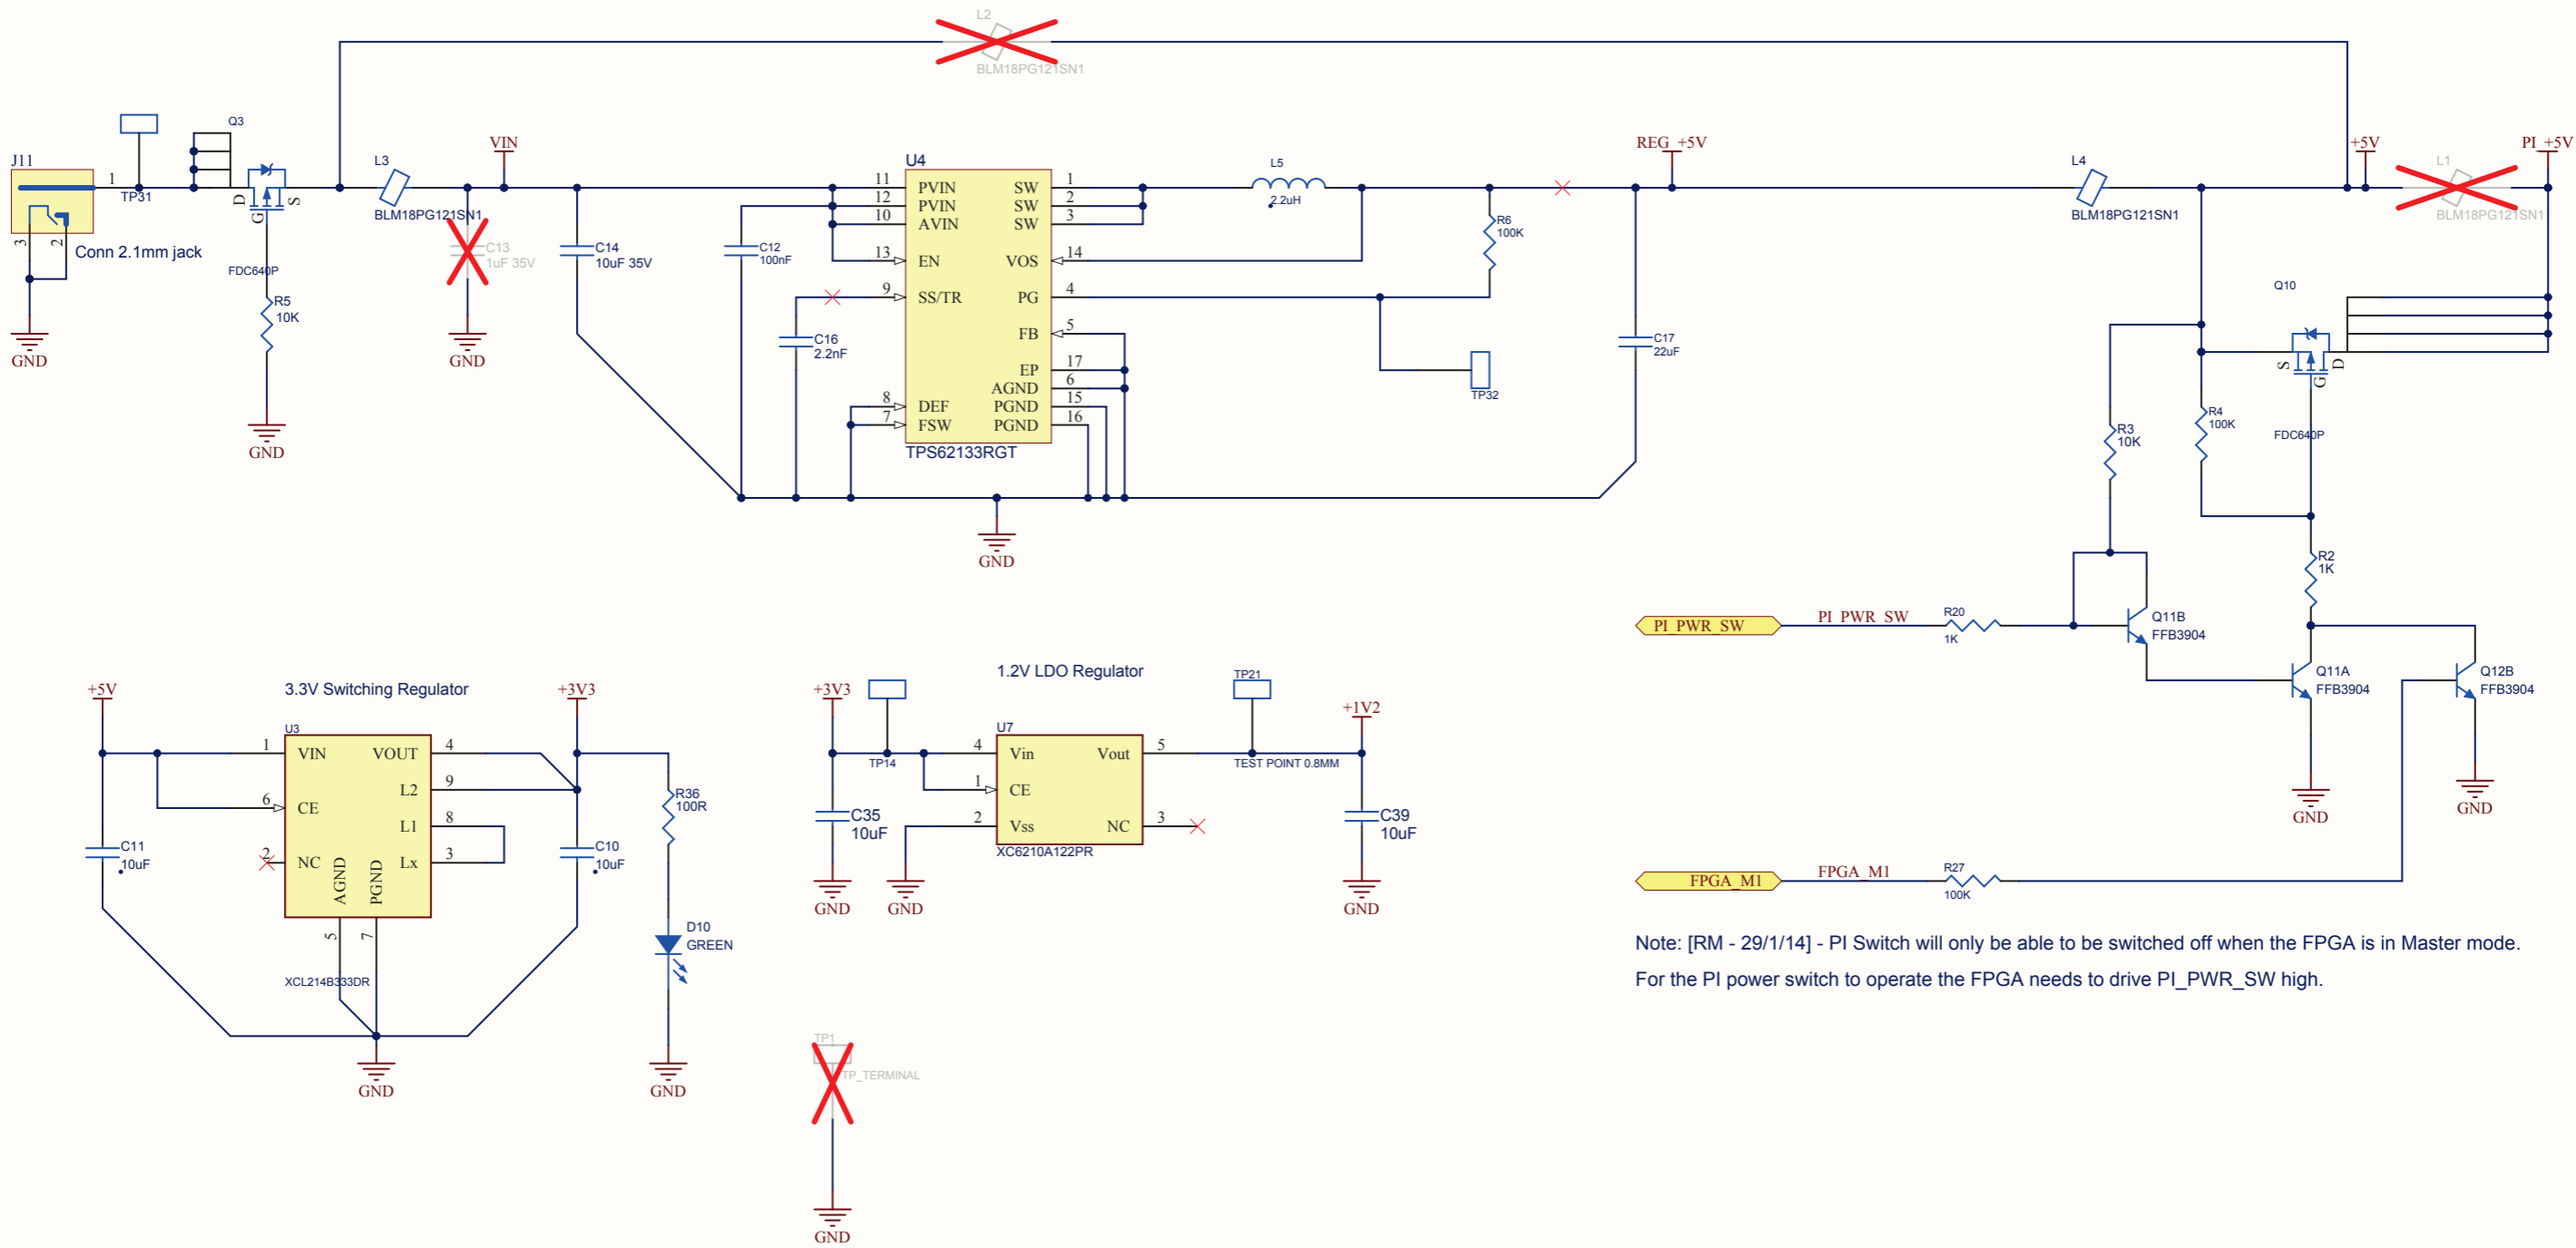 L2
BLM18PG121SN1
J11
1
TP31
3
2
Conn 2.1mm jack
GND
Q3
D
G
S
FDC640P
R5
10K
GND
L3
BLM18PG121SN1
VIN
C13
1uF 35V
GND
C14
10uF 35V
C12
100nF
C16
2.2nF
U4
11 PVIN SW 1
12 PVIN SW 2
10 AVIN SW 3
13 EN VOS 14
9 SS/TR PG 4
FB 5
EP 17
AGND 6
8 DEF PGND 15
7 FSW PGND 16
TPS62133RGT
GND
L5
2.2uH
R6
100K
TP32
REG_+5V
C17
22uF
L4
BLM18PG121SN1
+5V
L1
BLM18PG121SN1
PI_+5V
Q10
S
G
D
FDC640P
R3
10K
R4
100K
R2
1K
PI_PWR_SW
PI_PWR_SW
R20
1K
Q11B
FFB3904
Q11A
FFB3904
GND
Q12B
FFB3904
GND
FPGA_M1
FPGA_M1
R27
100K
Note: [RM - 29/1/14] - PI Switch will only be able to be switched off when the FPGA is in Master mode.
For the PI power switch to operate the FPGA needs to drive PI_PWR_SW high.
3.3V Switching Regulator
+5V
+3V3
U3
1 VIN VOUT 4
L2 9
6 CE
L1 8
2 NC Lx 3
AGND
PGND
5
7
XCL214B333DR
C11
10uF
C10
10uF
GND
R36
100R
D10
GREEN
GND
1.2V LDO Regulator
+3V3
TP14
C35
10uF
GND
GND
U7
4 Vin Vout 5
1 CE
2 Vss NC 3
XC6210A122PR
TP21
TEST POINT 0.8MM
+1V2
C39
10uF
GND
TP1
TP_TERMINAL
GND